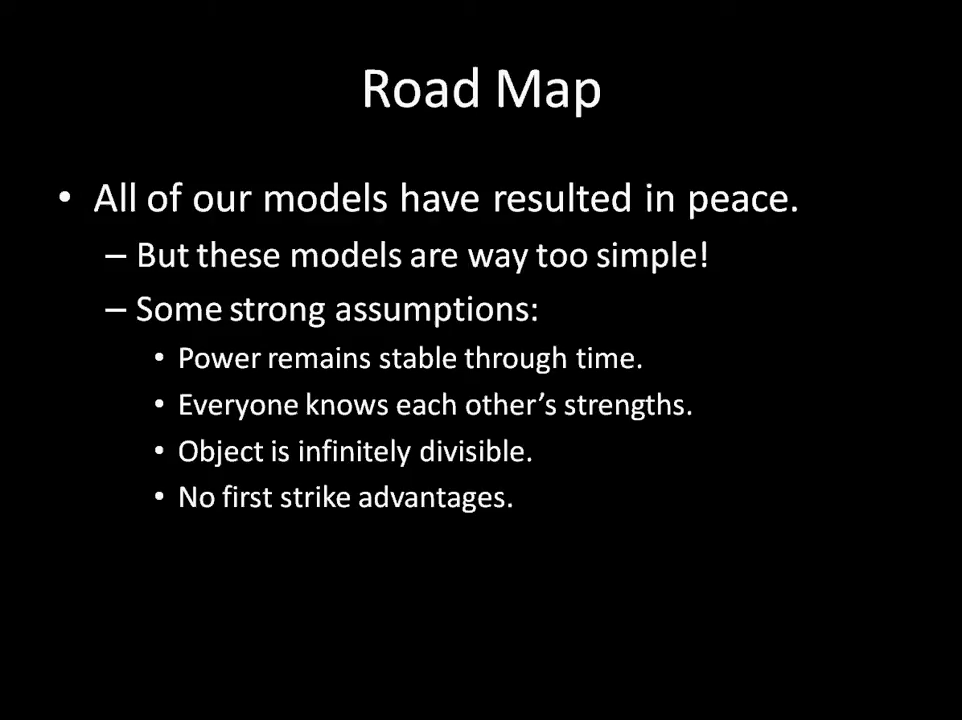 Road Map
• All of our models have resulted in peace.
– But these models are way too simple!
– Some strong assumptions:
• Power remains stable through time.
• Everyone knows each other’s strengths.
• Object is infinitely divisible.
• No first strike advantages.